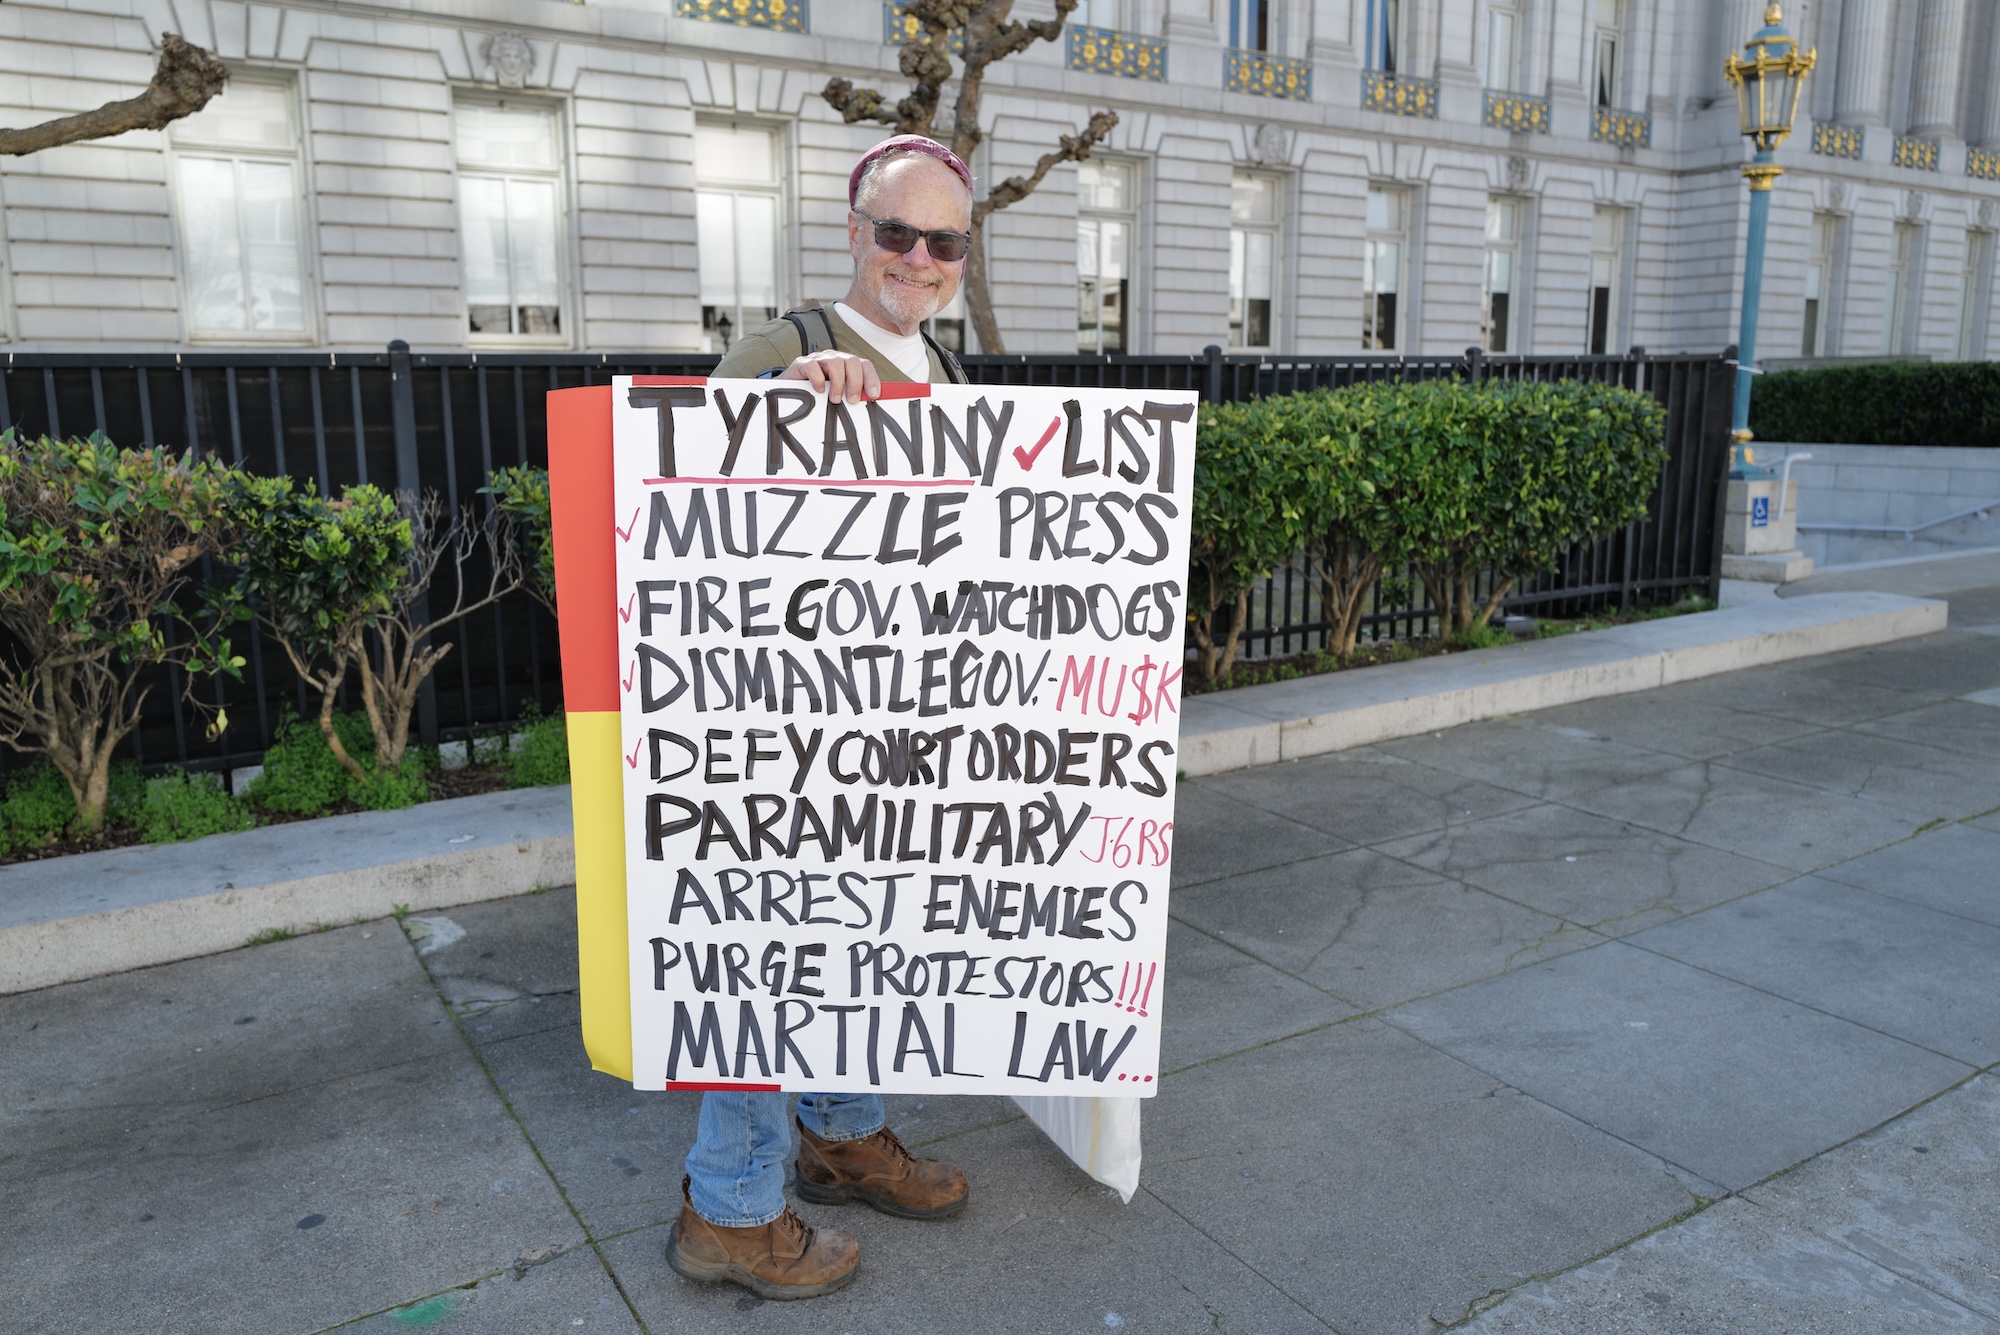 TYRANNY ✓ LIST
✓ MUZZLE PRESS
✓ FIRE GOV. WATCHDOGS
✓ DISMANTLE GOV.-MU$K
✓ DEFY COURT ORDERS
PARAMILITARY J-6RS
ARREST ENEMIES
PURGE PROTESTORS!!!
MARTIAL LAW...